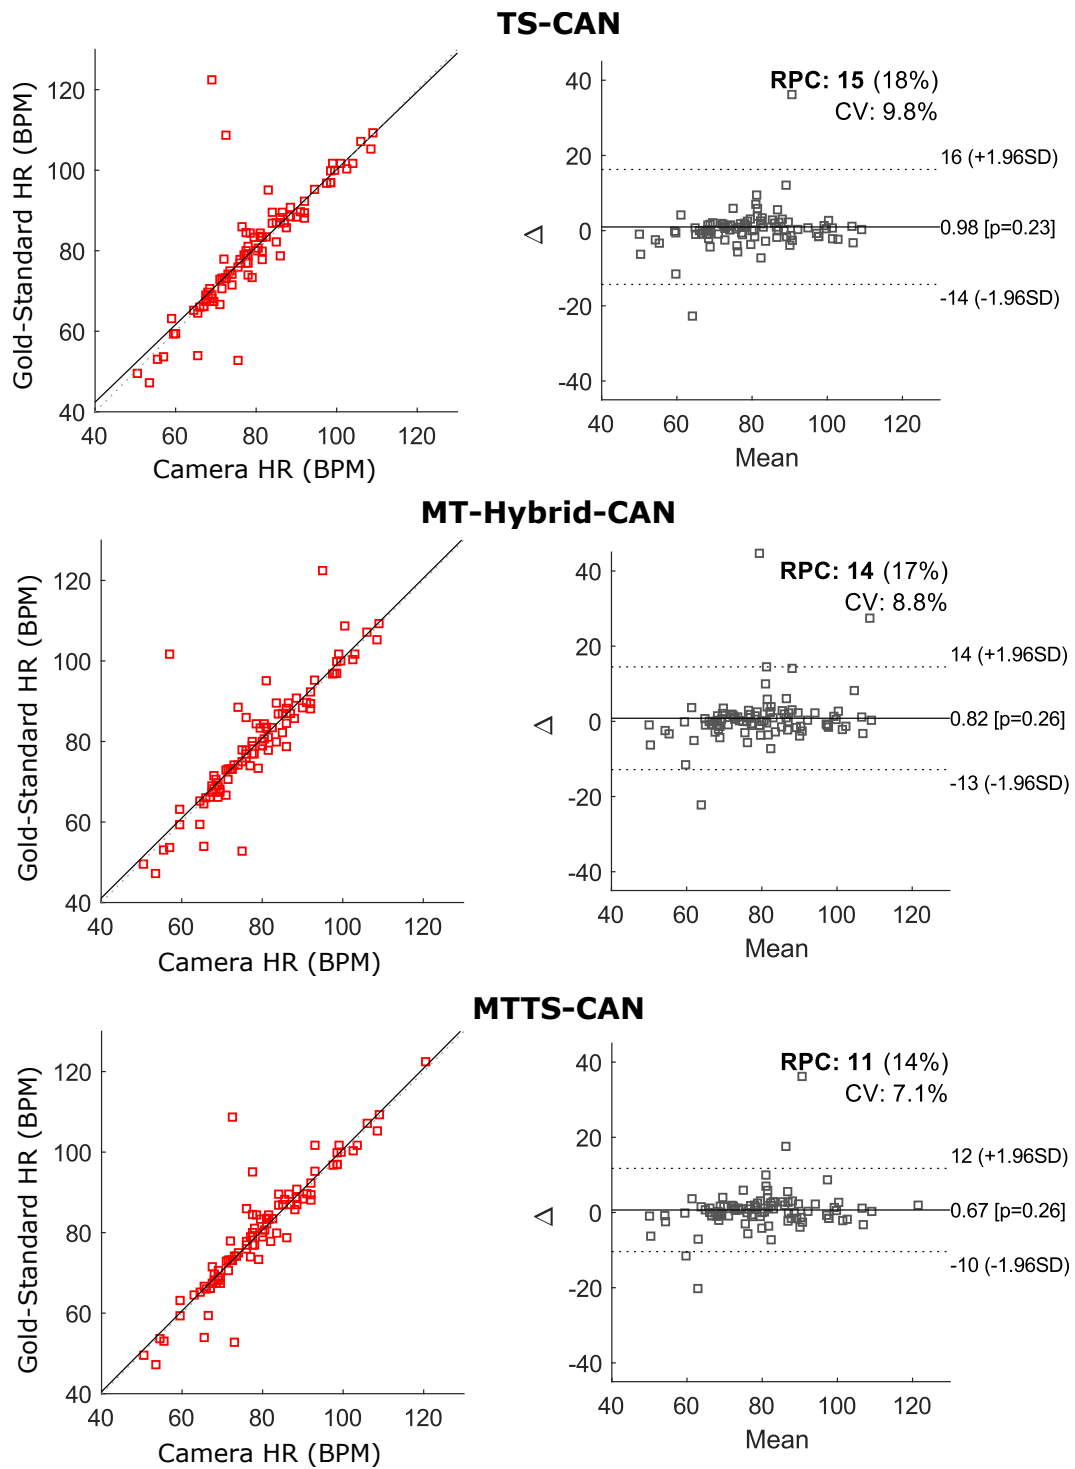 TS-CAN
Gold-Standard HR (BPM)
120
100
80
60
40
40 60 80 100 120
Camera HR (BPM)
Δ
40
20
0
-20
-40
40 60 80 100 120
Mean
RPC: 15 (18%)
CV: 9.8%
16 (+1.96SD)
0.98 [p=0.23]
-14 (-1.96SD)
MT-Hybrid-CAN
Gold-Standard HR (BPM)
120
100
80
60
40
40 60 80 100 120
Camera HR (BPM)
Δ
40
20
0
-20
-40
40 60 80 100 120
Mean
RPC: 14 (17%)
CV: 8.8%
14 (+1.96SD)
0.82 [p=0.26]
-13 (-1.96SD)
MTTS-CAN
Gold-Standard HR (BPM)
120
100
80
60
40
40 60 80 100 120
Camera HR (BPM)
Δ
40
20
0
-20
-40
40 60 80 100 120
Mean
RPC: 11 (14%)
CV: 7.1%
12 (+1.96SD)
0.67 [p=0.26]
-10 (-1.96SD)